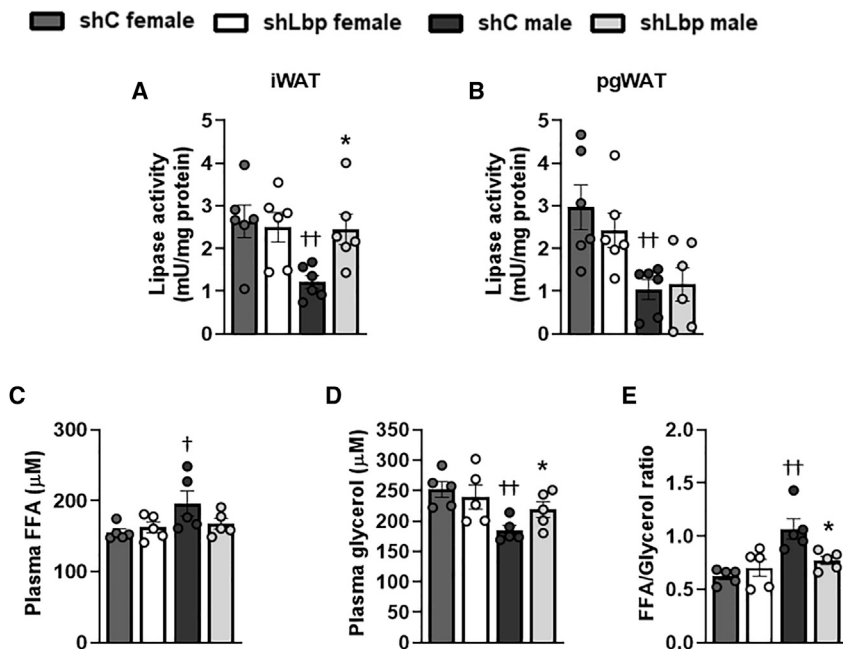 shC female shLbp female shC male shLbp male
A iWAT
Lipase activity
(mU/mg protein)
5
4
3
2
1
0
††
*
B pgWAT
Lipase activity
(mU/mg protein)
5
4
3
2
1
0
††
C
Plasma FFA (μM)
300
200
100
0
†
D
Plasma glycerol (μM)
350
300
250
200
150
100
50
0
††
*
E
FFA/Glycerol ratio
2.0
1.5
1.0
0.5
0.0
††
*